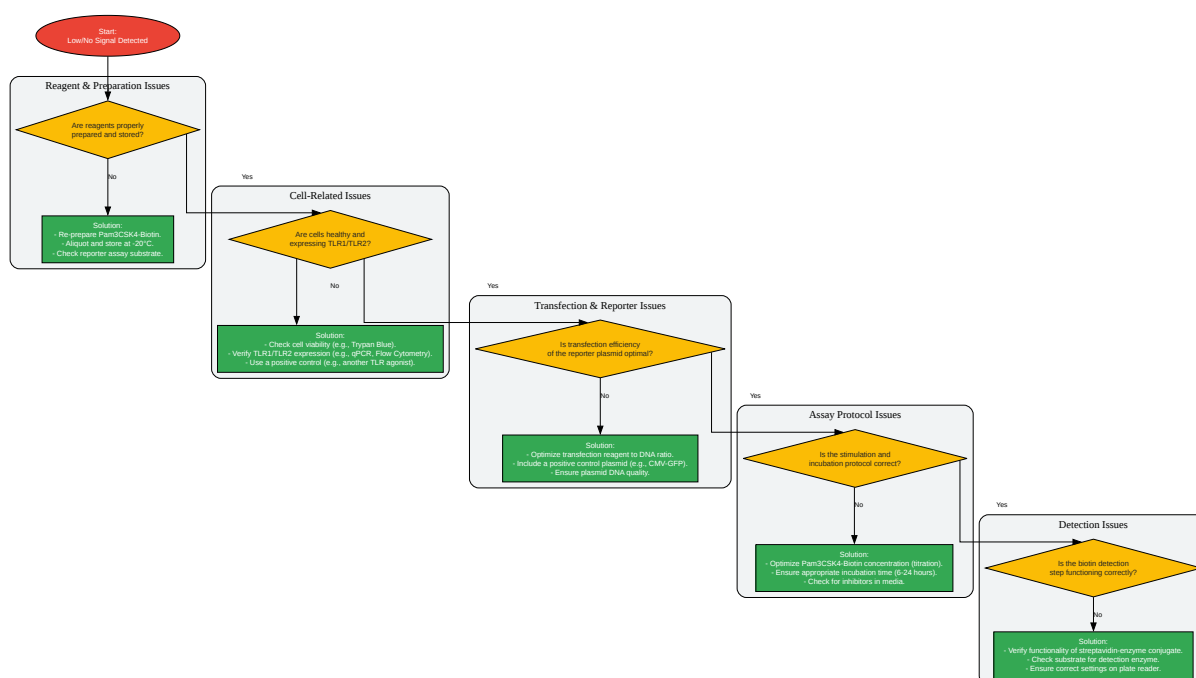 Start:
Low/No Signal Detected
Reagent & Preparation Issues
Are reagents properly
prepared and stored?
No
Yes
Solution:
- Re-prepare Pam3CSK4-Biotin.
- Aliquot and store at -20°C.
- Check reporter assay substrate.
Cell-Related Issues
Are cells healthy and
expressing TLR1/TLR2?
No
Yes
Solution:
- Check cell viability (e.g., Trypan Blue).
- Verify TLR1/TLR2 expression (e.g., qPCR, Flow Cytometry).
- Use a positive control (e.g., another TLR agonist).
Transfection & Reporter Issues
Is transfection efficiency
of the reporter plasmid optimal?
No
Yes
Solution:
- Optimize transfection reagent to DNA ratio.
- Include a positive control plasmid (e.g., CMV-GFP).
- Ensure plasmid DNA quality.
Assay Protocol Issues
Is the stimulation and
incubation protocol correct?
No
Yes
Solution:
- Optimize Pam3CSK4-Biotin concentration (titration).
- Ensure appropriate incubation time (6-24 hours).
- Check for inhibitors in media.
Detection Issues
Is the biotin detection
step functioning correctly?
No
Solution:
- Verify functionality of streptavidin-enzyme conjugate.
- Check substrate for detection enzyme.
- Ensure correct settings on plate reader.